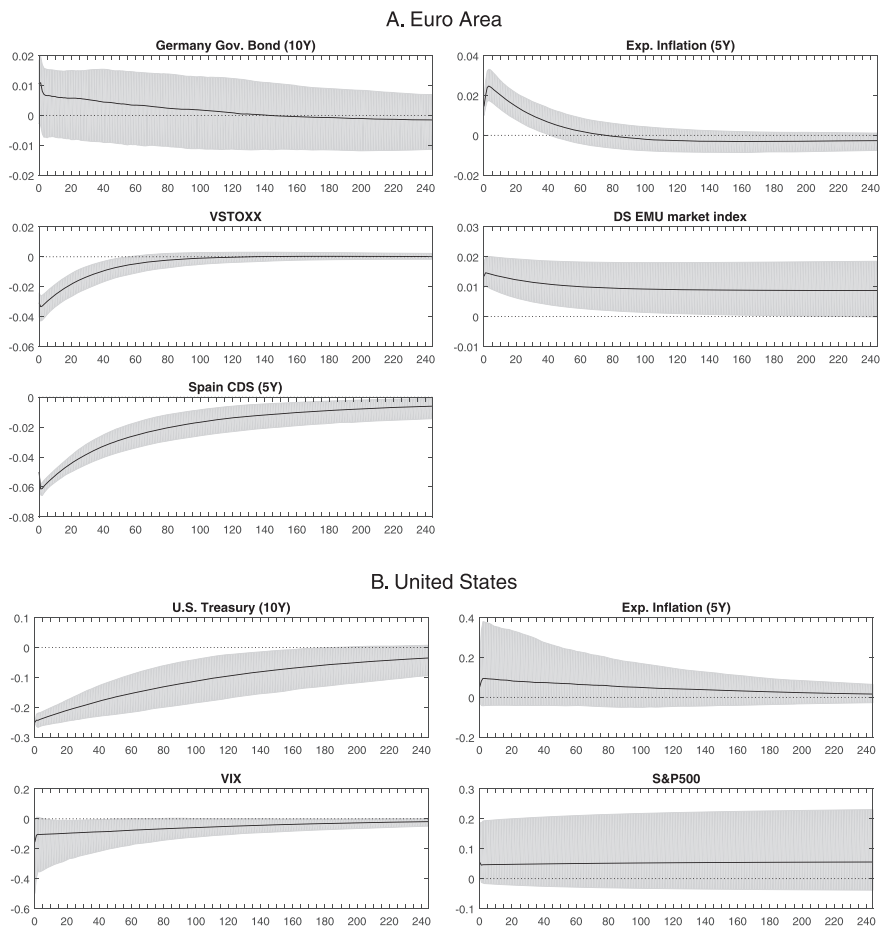 A. Euro Area
Germany Gov. Bond (10Y)
0.02
0.01
0
-0.01
-0.02
0 20 40 60 80 100 120 140 160 180 200 220 240
Exp. Inflation (5Y)
0.04
0.02
0
-0.02
0 20 40 60 80 100 120 140 160 180 200 220 240
VSTOXX
0.02
0
-0.02
-0.04
-0.06
0 20 40 60 80 100 120 140 160 180 200 220 240
DS EMU market index
0.03
0.02
0.01
0
-0.01
0 20 40 60 80 100 120 140 160 180 200 220 240
Spain CDS (5Y)
0
-0.02
-0.04
-0.06
-0.08
0 20 40 60 80 100 120 140 160 180 200 220 240
B. United States
U.S. Treasury (10Y)
0.1
0
-0.1
-0.2
-0.3
0 20 40 60 80 100 120 140 160 180 200 220 240
Exp. Inflation (5Y)
0.4
0.2
0
-0.2
0 20 40 60 80 100 120 140 160 180 200 220 240
VIX
0.2
0
-0.2
-0.4
-0.6
0 20 40 60 80 100 120 140 160 180 200 220 240
S&P500
0.3
0.2
0.1
0
-0.1
0 20 40 60 80 100 120 140 160 180 200 220 240